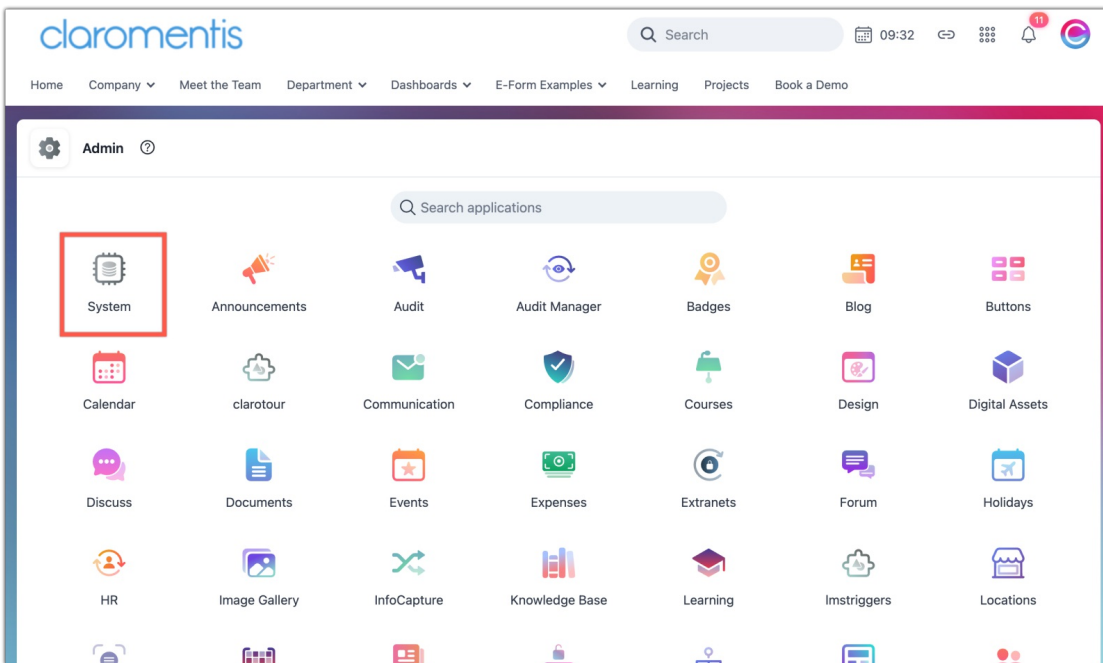 claromentis
Search
09:32
11
Home Company Meet the Team Department Dashboards E-Form Examples Learning Projects Book a Demo
Admin ?
Search applications
System Announcements Audit Audit Manager Badges Blog Buttons
Calendar clarotour Communication Compliance Courses Design Digital Assets
Discuss Documents Events Expenses Extranets Forum Holidays
HR Image Gallery InfoCapture Knowledge Base Learning lmstriggers Locations